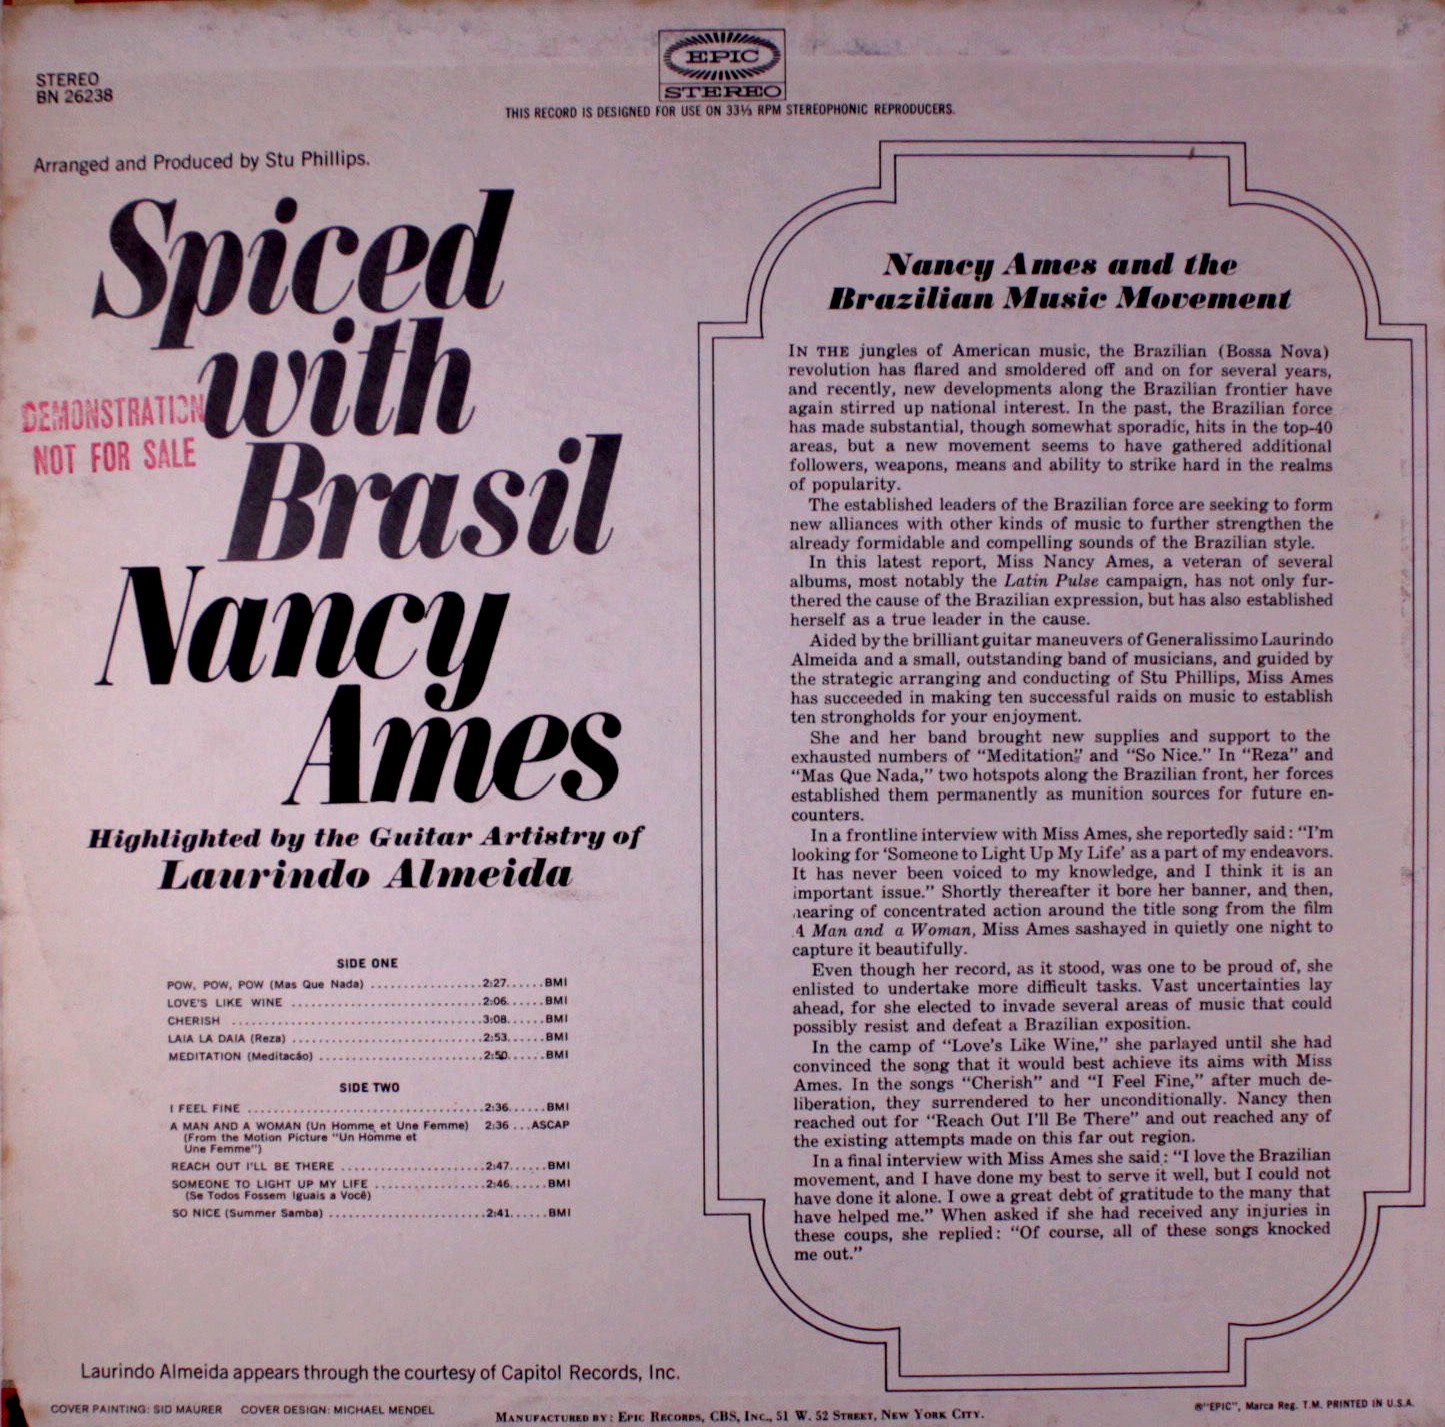 STEREO
BN 26238
EPIC
STEREO
THIS RECORD IS DESIGNED FOR USE ON 33⅓ RPM STEREOPHONIC REPRODUCERS.
Arranged and Produced by Stu Phillips.
Spiced
with
Brasil
Nancy
Ames
DEMONSTRATION
NOT FOR SALE
Highlighted by the Guitar Artistry of
Laurindo Almeida
SIDE ONE
POW, POW, POW (Mas Que Nada) ................2:27......BMI
LOVE'S LIKE WINE ...........................2:06......BMI
CHERISH ....................................3:08......BMI
LAIA LA DAIA (Reza) ...........................2:53......BMI
MEDITATION (Meditacão) .......................2:50......BMI
SIDE TWO
I FEEL FINE ..................................2:36......BMI
A MAN AND A WOMAN (Un Homme et Une Femme) 2:36 ...ASCAP
(From the Motion Picture "Un Homme et
Une Femme")
REACH OUT I'LL BE THERE .....................2:47......BMI
SOMEONE TO LIGHT UP MY LIFE ................2:46......BMI
(Se Todos Fossem Iguais a Você)
SO NICE (Summer Samba) ......................2:41......BMI
Nancy Ames and the
Brazilian Music Movement
IN THE jungles of American music, the Brazilian (Bossa Nova)
revolution has flared and smoldered off and on for several years,
and recently, new developments along the Brazilian frontier have
again stirred up national interest. In the past, the Brazilian force
has made substantial, though somewhat sporadic, hits in the top-40
areas, but a new movement seems to have gathered additional
followers, weapons, means and ability to strike hard in the realms
of popularity.
The established leaders of the Brazilian force are seeking to form
new alliances with other kinds of music to further strengthen the
already formidable and compelling sounds of the Brazilian style.
In this latest report, Miss Nancy Ames, a veteran of several
albums, most notably the Latin Pulse campaign, has not only fur-
thered the cause of the Brazilian expression, but has also established
herself as a true leader in the cause.
Aided by the brilliant guitar maneuvers of Generalissimo Laurindo
Almeida and a small, outstanding band of musicians, and guided by
the strategic arranging and conducting of Stu Phillips, Miss Ames
has succeeded in making ten successful raids on music to establish
ten strongholds for your enjoyment.
She and her band brought new supplies and support to the
exhausted numbers of "Meditation" and "So Nice." In "Reza" and
"Mas Que Nada," two hotspots along the Brazilian front, her forces
established them permanently as munition sources for future en-
counters.
In a frontline interview with Miss Ames, she reportedly said: "I'm
looking for 'Someone to Light Up My Life' as a part of my endeavors.
It has never been voiced to my knowledge, and I think it is an
important issue." Shortly thereafter it bore her banner, and then,
hearing of concentrated action around the title song from the film
A Man and a Woman, Miss Ames sashayed in quietly one night to
capture it beautifully.
Even though her record, as it stood, was one to be proud of, she
enlisted to undertake more difficult tasks. Vast uncertainties lay
ahead, for she elected to invade several areas of music that could
possibly resist and defeat a Brazilian exposition.
In the camp of "Love's Like Wine," she parlayed until she had
convinced the song that it would best achieve its aims with Miss
Ames. In the songs "Cherish" and "I Feel Fine," after much de-
liberation, they surrendered to her unconditionally. Nancy then
reached out for "Reach Out I'll Be There" and out reached any of
the existing attempts made on this far out region.
In a final interview with Miss Ames she said: "I love the Brazilian
movement, and I have done my best to serve it well, but I could not
have done it alone. I owe a great debt of gratitude to the many that
have helped me." When asked if she had received any injuries in
these coups, she replied: "Of course, all of these songs knocked
me out."
Laurindo Almeida appears through the courtesy of Capitol Records, Inc.
COVER PAINTING: SID MAURER COVER DESIGN: MICHAEL MENDEL
MANUFACTURED BY: EPIC RECORDS, CBS, INC., 51 W. 52 STREET, NEW YORK CITY.
®"EPIC", Marca Reg. T.M. PRINTED IN U.S.A.